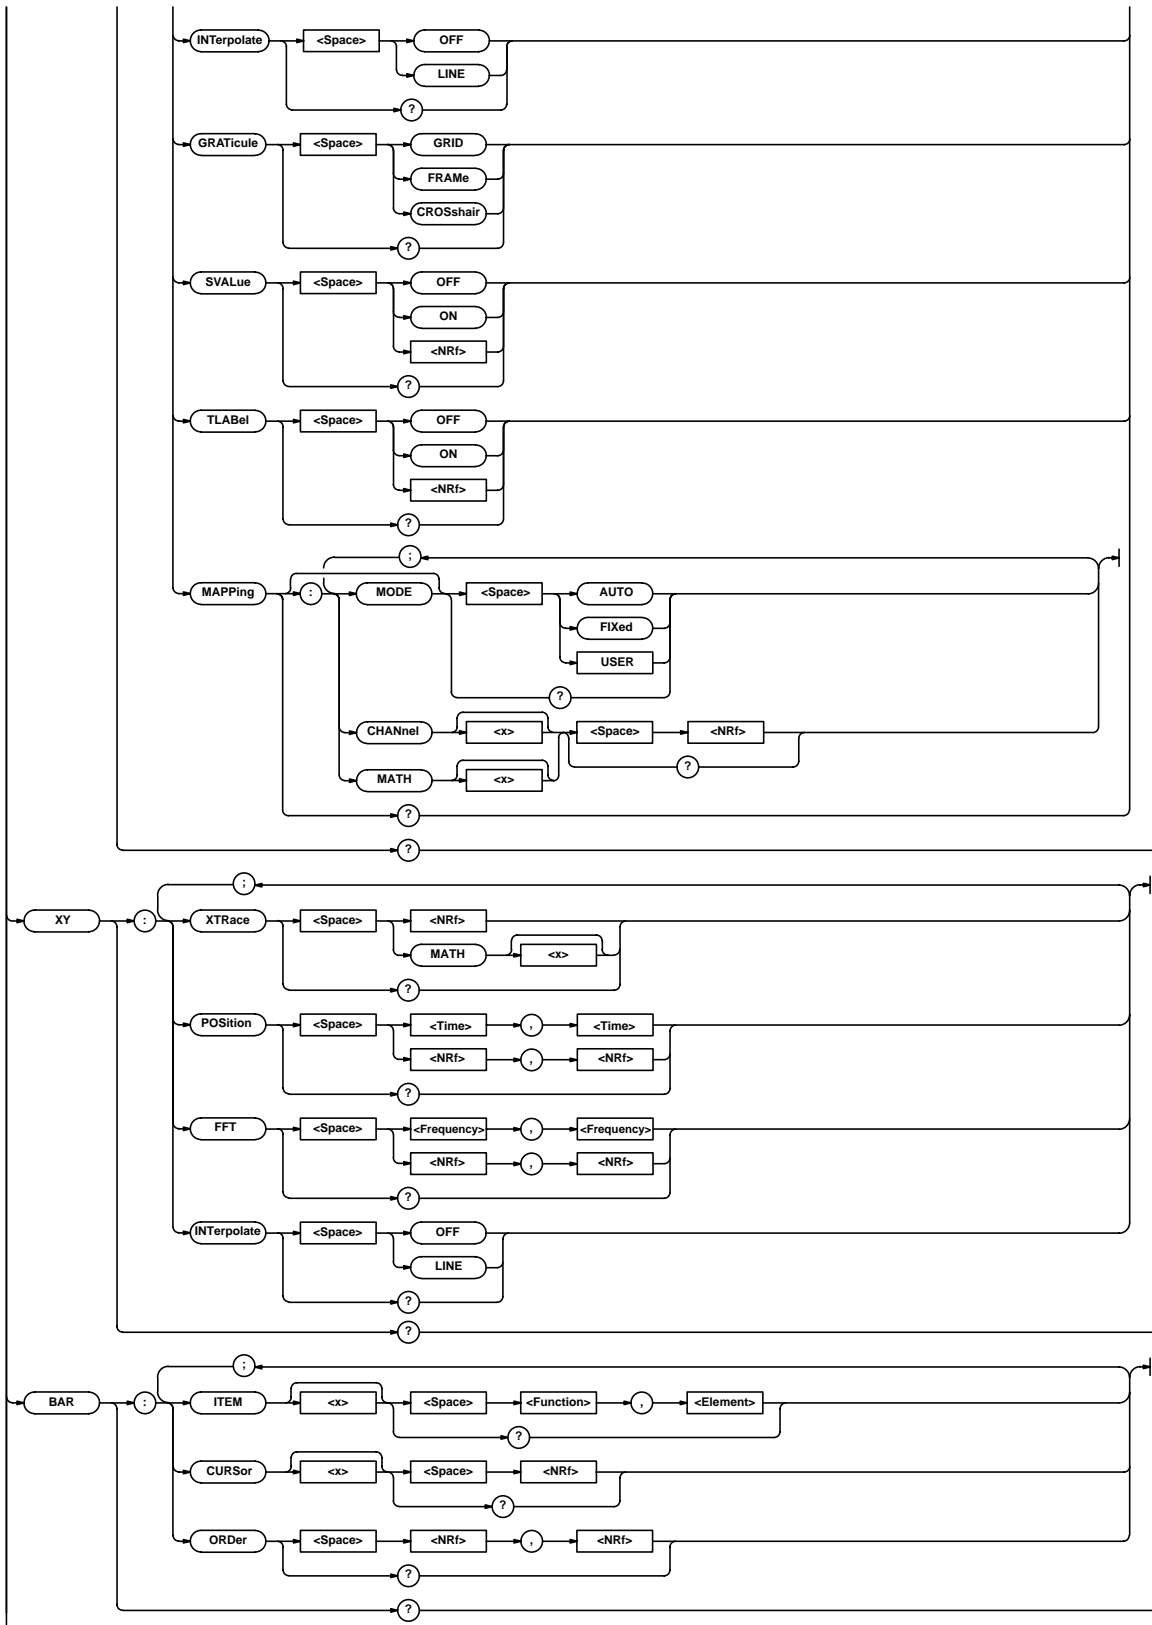 INTerpolate <Space> OFF
LINE
?
GRATicule <Space> GRID
FRAMe
CROSshair
?
SVALue <Space> OFF
ON
<NRf>
?
TLABel <Space> OFF
ON
<NRf>
?
;
MAPPing : MODE <Space> AUTO
FIXed
USER
?
CHANnel <x> <Space> <NRf>
?
MATH <x>
?
?
;
XY : XTRace <Space> <NRf>
MATH <x>
?
POSition <Space> <Time> , <Time>
<NRf> , <NRf>
?
FFT <Space> <Frequency> , <Frequency>
<NRf> , <NRf>
?
INTerpolate <Space> OFF
LINE
?
?
;
BAR : ITEM <x> <Space> <Function> , <Element>
?
CURSor <x> <Space> <NRf>
?
ORDer <Space> <NRf> , <NRf>
?
?